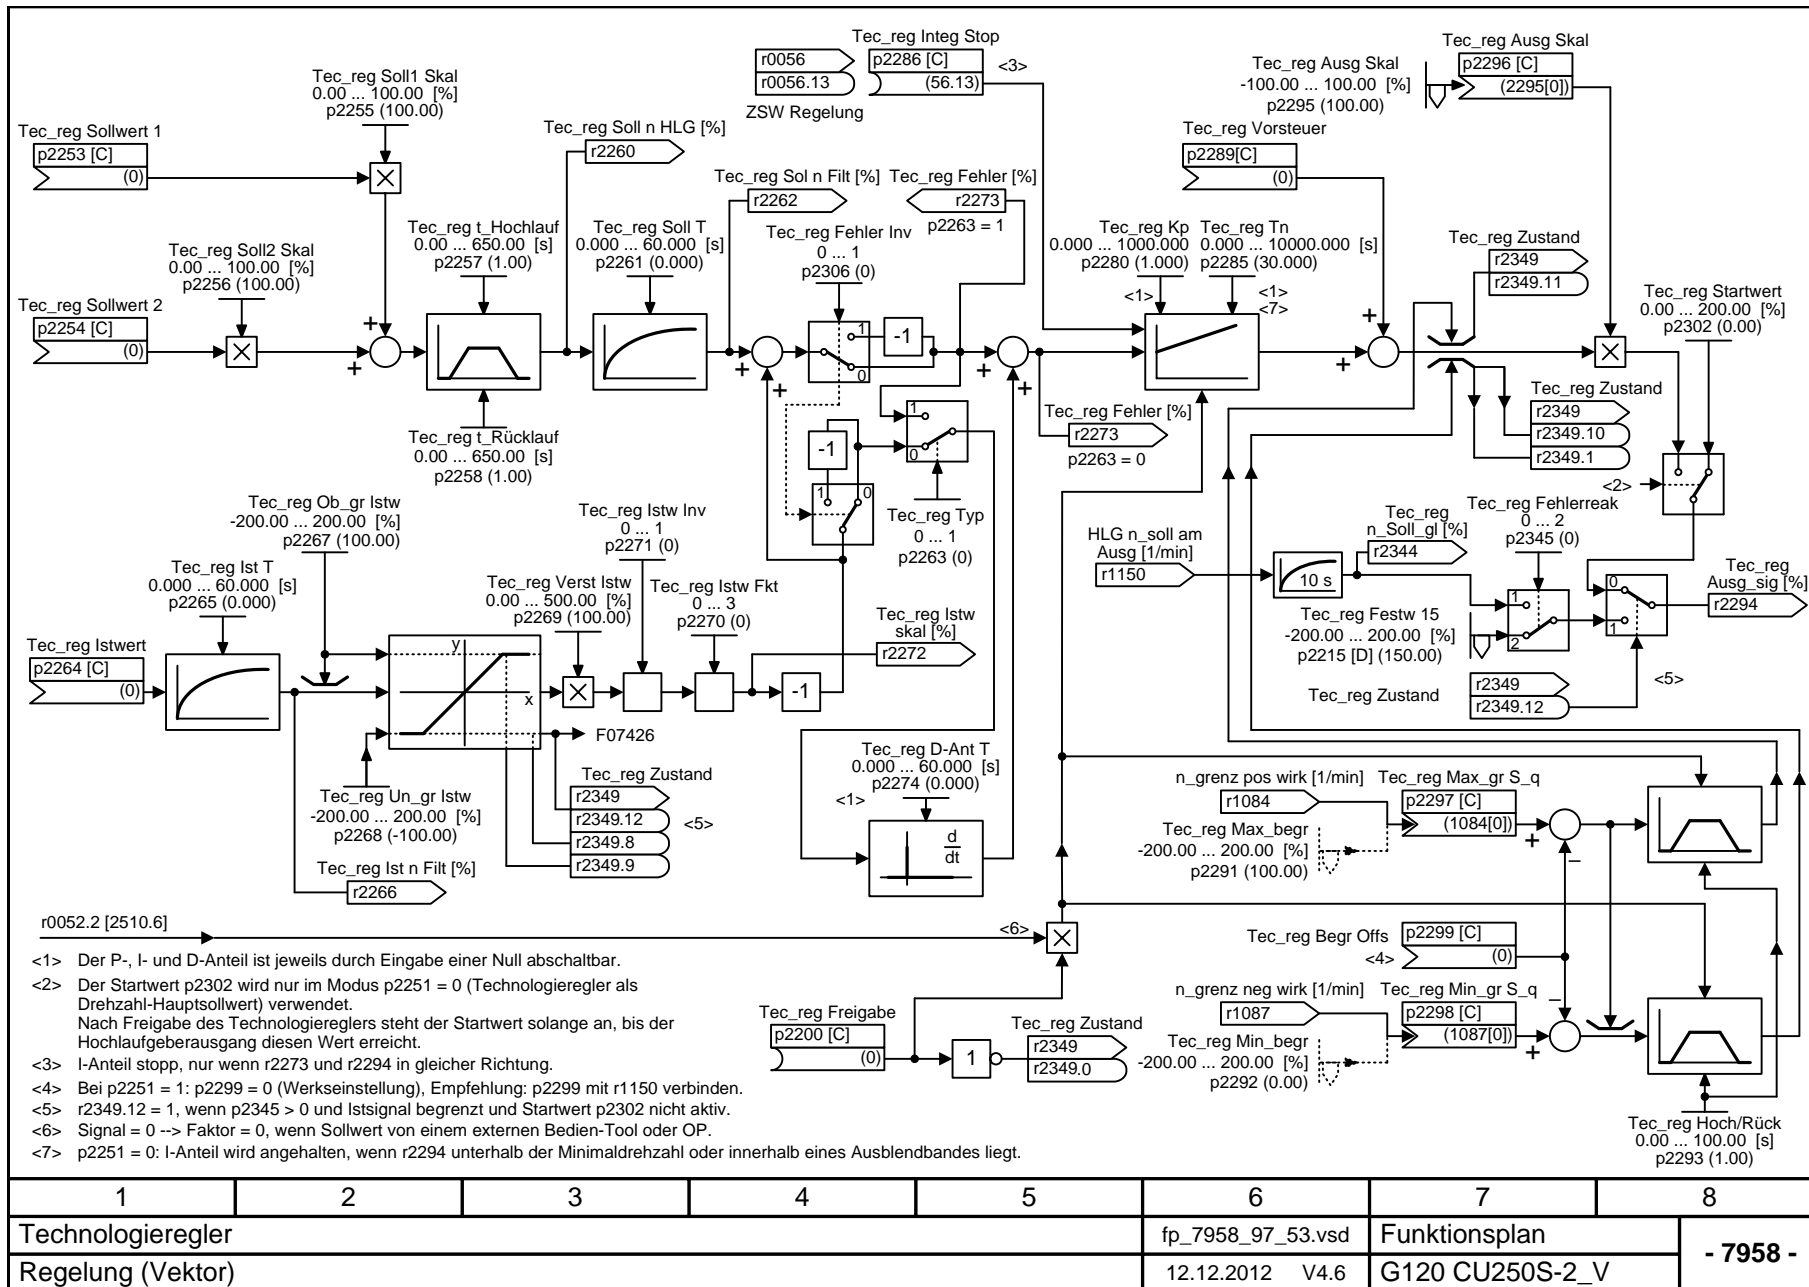 Tec_reg Integ Stop
r0056
r0056.13
ZSW Regelung
p2286 [C]
(56.13)
<3>
Tec_reg Ausg Skal
p2296 [C]
(2295[0])
Tec_reg Ausg Skal
-100.00 ... 100.00 [%]
p2295 (100.00)
Tec_reg Soll1 Skal
0.00 ... 100.00 [%]
p2255 (100.00)
Tec_reg Sollwert 1
p2253 [C]
(0)
Tec_reg Soll n HLG [%]
r2260
Tec_reg Sol n Filt [%]
r2262
Tec_reg Fehler [%]
r2273
p2263 = 1
Tec_reg Vorsteuer
p2289[C]
(0)
Tec_reg Soll2 Skal
0.00 ... 100.00 [%]
p2256 (100.00)
Tec_reg Sollwert 2
p2254 [C]
(0)
Tec_reg t_Hochlauf
0.00 ... 650.00 [s]
p2257 (1.00)
Tec_reg Soll T
0.000 ... 60.000 [s]
p2261 (0.000)
Tec_reg Fehler Inv
0 ... 1
p2306 (0)
Tec_reg Kp
0.000 ... 1000.000
p2280 (1.000)
<1>
Tec_reg Tn
0.000 ... 10000.000 [s]
p2285 (30.000)
<1>
<7>
Tec_reg Zustand
r2349
r2349.11
Tec_reg Startwert
0.00 ... 200.00 [%]
p2302 (0.00)
+
+
+
+
1
0
-1
+
+
+
+
Tec_reg t_Rücklauf
0.00 ... 650.00 [s]
p2258 (1.00)
-1
1
0
1
0
Tec_reg Typ
0 ... 1
p2263 (0)
Tec_reg Fehler [%]
r2273
p2263 = 0
Tec_reg Zustand
r2349
r2349.10
r2349.1
<2>
Tec_reg Ob_gr Istw
-200.00 ... 200.00 [%]
p2267 (100.00)
Tec_reg Ist T
0.000 ... 60.000 [s]
p2265 (0.000)
Tec_reg Istwert
p2264 [C]
(0)
Tec_reg Istw Inv
0 ... 1
p2271 (0)
Tec_reg Verst Istw
0.00 ... 500.00 [%]
p2269 (100.00)
Tec_reg Istw Fkt
0 ... 3
p2270 (0)
Tec_reg Istw
skal [%]
r2272
-1
y
x
F07426
HLG n_soll am
Ausg [1/min]
r1150
10 s
Tec_reg
n_Soll_gl [%]
r2344
Tec_reg Fehlerreak
0 ... 2
p2345 (0)
1
2
Tec_reg Festw 15
-200.00 ... 200.00 [%]
p2215 [D] (150.00)
0
1
Tec_reg
Ausg_sig [%]
r2294
Tec_reg Zustand
r2349
r2349.12
<5>
Tec_reg Un_gr Istw
-200.00 ... 200.00 [%]
p2268 (-100.00)
Tec_reg Ist n Filt [%]
r2266
Tec_reg Zustand
r2349
r2349.12
r2349.8
r2349.9
<5>
Tec_reg D-Ant T
0.000 ... 60.000 [s]
p2274 (0.000)
<1>
d
dt
n_grenz pos wirk [1/min]
r1084
Tec_reg Max_gr S_q
p2297 [C]
(1084[0])
Tec_reg Max_begr
-200.00 ... 200.00 [%]
p2291 (100.00)
+
–
r0052.2 [2510.6]
<6>
Tec_reg Begr Offs
<4>
p2299 [C]
(0)
n_grenz neg wirk [1/min]
r1087
Tec_reg Min_gr S_q
p2298 [C]
(1087[0])
Tec_reg Min_begr
-200.00 ... 200.00 [%]
p2292 (0.00)
–
+
Tec_reg Freigabe
p2200 [C]
(0)
1
Tec_reg Zustand
r2349
r2349.0
Tec_reg Hoch/Rück
0.00 ... 100.00 [s]
p2293 (1.00)
<1> Der P-, I- und D-Anteil ist jeweils durch Eingabe einer Null abschaltbar.
<2> Der Startwert p2302 wird nur im Modus p2251 = 0 (Technologieregler als
Drehzahl-Hauptsollwert) verwendet.
Nach Freigabe des Technologiereglers steht der Startwert solange an, bis der
Hochlaufgeberausgang diesen Wert erreicht.
<3> I-Anteil stopp, nur wenn r2273 und r2294 in gleicher Richtung.
<4> Bei p2251 = 1: p2299 = 0 (Werkseinstellung), Empfehlung: p2299 mit r1150 verbinden.
<5> r2349.12 = 1, wenn p2345 > 0 und Istsignal begrenzt und Startwert p2302 nicht aktiv.
<6> Signal = 0 --> Faktor = 0, wenn Sollwert von einem externen Bedien-Tool oder OP.
<7> p2251 = 0: I-Anteil wird angehalten, wenn r2294 unterhalb der Minimaldrehzahl oder innerhalb eines Ausblendbandes liegt.
1 2 3 4 5 6 7 8
Technologieregler
fp_7958_97_53.vsd
Funktionsplan
- 7958 -
Regelung (Vektor)
12.12.2012 V4.6
G120 CU250S-2_V